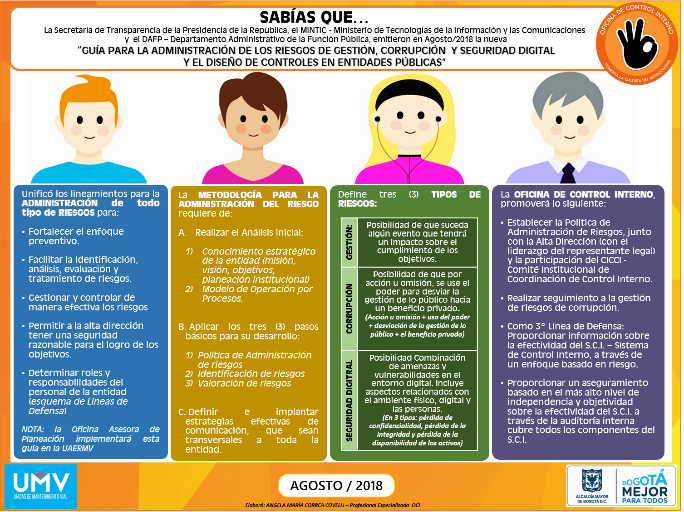 SABÍAS QUE...
La Secretaria de Transparencia de la Presidencia de la República, el MINTIC - Ministerio de Tecnologías de la Información y las Comunicaciones
y el DAFP – Departamento Administrativo de la Función Pública, emitieron en Agosto/2018 la nueva
"GUÍA PARA LA ADMINISTRACIÓN DE LOS RIESGOS DE GESTIÓN, CORRUPCIÓN Y SEGURIDAD DIGITAL
Y EL DISEÑO DE CONTROLES EN ENTIDADES PÚBLICAS"
OFICINA DE CONTROL INTERNO
Unificó los lineamientos para la
ADMINISTRACIÓN de todo
tipo de RIESGOS para:
• Fortalecer el enfoque
preventivo.
• Facilitar la identificación,
análisis, evaluación y
tratamiento de riesgos.
• Gestionar y controlar de
manera efectiva los riesgos
• Permitir a la alta dirección
tener una seguridad
razonable para el logro de los
objetivos.
• Determinar roles y
responsabilidades del
personal de la entidad
(esquema de Líneas de
Defensa)
NOTA: la Oficina Asesora de
Planeación implementará esta
guía en la UAERMV
La METODOLOGÍA PARA LA
ADMINISTRACIÓN DEL RIESGO
requiere de:
A. Realizar el Análisis Inicial:
1) Conocimiento estratégico
de la entidad (misión,
visión, objetivos,
planeación institucional)
2) Modelo de Operación por
Procesos.
B. Aplicar los tres (3) pasos
básicos para su desarrollo:
1) Política de Administración
de riesgos
2) Identificación de riesgos
3) Valoración de riesgos
C. Definir e implantar
estrategias efectivas de
comunicación, que sean
transversales a toda la
entidad.
Define tres (3) TIPOS DE
RIESGOS:
GESTIÓN:
Posibilidad de que suceda
algún evento que tendrá
un impacto sobre el
cumplimiento de los
objetivos.
CORRUPCIÓN
Posibilidad de que por
acción u omisión, se use el
poder para desviar la
gestión de lo público hacia
un beneficio privado.
(Acción u omisión + uso del poder
+ desviación de la gestión de lo
público + el beneficio privado)
SEGURIDAD DIGITAL
Posibilidad Combinación
de amenazas y
vulnerabilidades en el
entorno digital. Incluye
aspectos relacionados con
el ambiente físico, digital y
las personas.
(En 3 tipos: pérdida de
confidencialidad, pérdida de la
integridad y pérdida de la
disponibilidad de los activos)
La OFICINA DE CONTROL INTERNO,
promoverá lo siguiente:
• Establecer la Política de
Administración de Riesgos, junto
con la Alta Dirección (con el
liderazgo del representante legal)
y la participación del CICCI -
Comité Institucional de
Coordinación de Control Interno.
• Realizar seguimiento a la gestión
de riesgos de corrupción.
• Como 3° Línea de Defensa:
Proporcionar información sobre
la efectividad del S.C.I. – Sistema
de Control Interno, a través de
un enfoque basado en riesgo.
• Proporcionar un aseguramiento
basado en el más alto nivel de
independencia y objetividad
sobre la efectividad del S.C.I. a
través de la auditoría interna
cubre todos los componentes del
S.C.I.
UMV
UNIDAD DE MANTENIMIENTO VIAL
AGOSTO / 2018
Elaboró: ANGELA MARÍA CORREA COVELLI – Profesional Especializada OCI
ALCALDÍA MAYOR
DE BOGOTÁ D.C.
BOGOTÁ
MEJOR
PARA TODOS